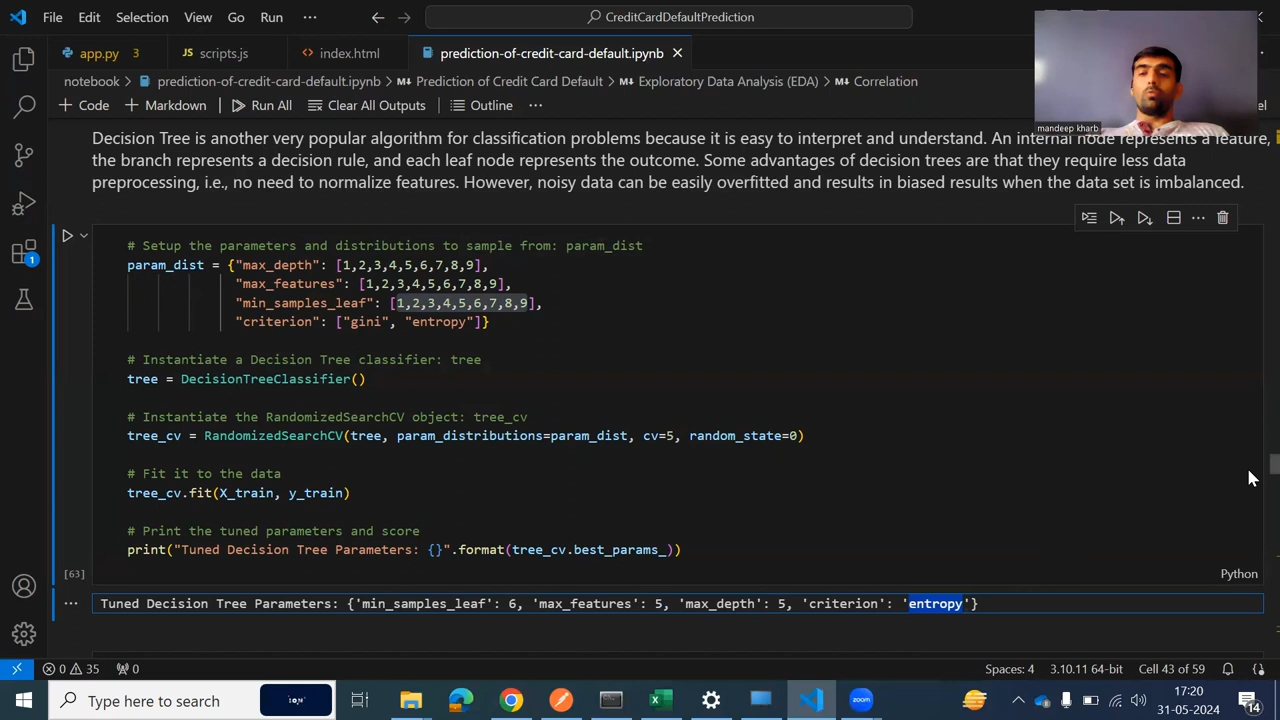 File Edit Selection View Go Run ··· CreditCardDefaultPrediction
app.py 3 JS scripts.js <> index.html prediction-of-credit-card-default.ipynb
notebook > prediction-of-credit-card-default.ipynb > M↓ Prediction of Credit Card Default > M↓ Exploratory Data Analysis (EDA) > M↓ Correlation
+ Code + Markdown Run All Clear All Outputs Outline ···
mandeep kharb
Decision Tree is another very popular algorithm for classification problems because it is easy to interpret and understand. An internal node represents a feature,
the branch represents a decision rule, and each leaf node represents the outcome. Some advantages of decision trees are that they require less data
preprocessing, i.e., no need to normalize features. However, noisy data can be easily overfitted and results in biased results when the data set is imbalanced.
# Setup the parameters and distributions to sample from: param_dist
param_dist = {"max_depth": [1,2,3,4,5,6,7,8,9],
"max_features": [1,2,3,4,5,6,7,8,9],
"min_samples_leaf": [1,2,3,4,5,6,7,8,9],
"criterion": ["gini", "entropy"]}
# Instantiate a Decision Tree classifier: tree
tree = DecisionTreeClassifier()
# Instantiate the RandomizedSearchCV object: tree_cv
tree_cv = RandomizedSearchCV(tree, param_distributions=param_dist, cv=5, random_state=0)
# Fit it to the data
tree_cv.fit(X_train, y_train)
# Print the tuned parameters and score
print("Tuned Decision Tree Parameters: {}".format(tree_cv.best_params_))
[63] Python
··· Tuned Decision Tree Parameters: {'min_samples_leaf': 6, 'max_features': 5, 'max_depth': 5, 'criterion': 'entropy'}
1
0 35 0 Spaces: 4 3.10.11 64-bit Cell 43 of 59
Type here to search
17:20
31-05-2024
14